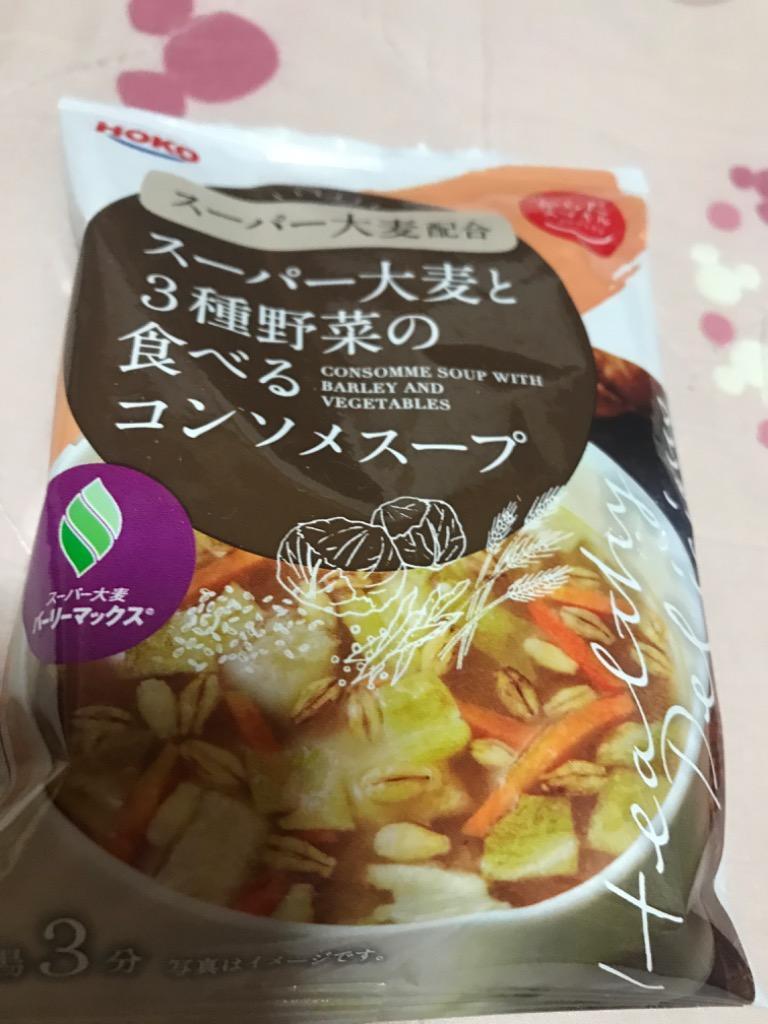 HOKO
スーパー大麦配合
スーパー大麦と
3種野菜の
食べる
CONSOMME SOUP WITH
BARLEY AND
VEGETABLES
コンソメスープ
スーパー大麦
バーリーマックス®
Healthy
3分
写真はイメージです。